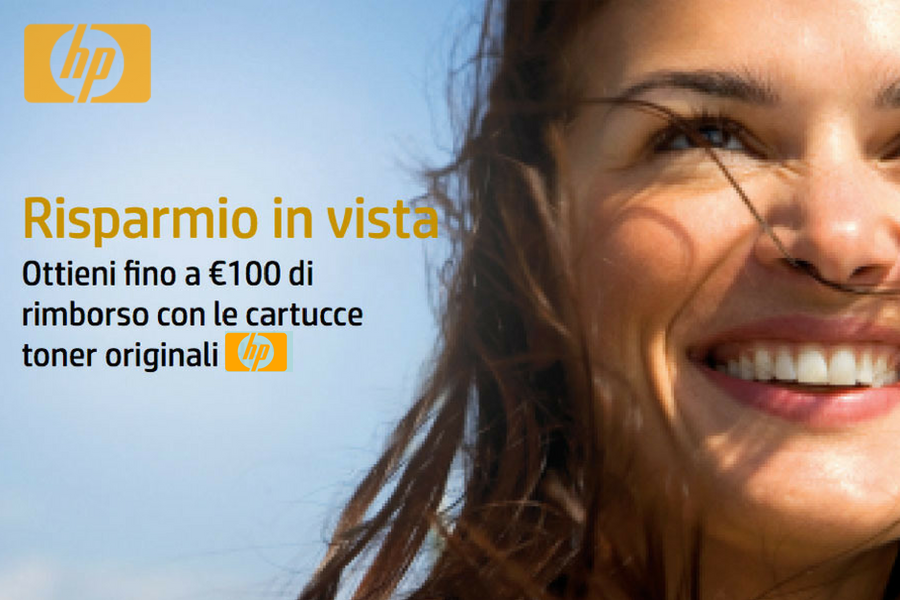 hp
Risparmio in vista
Ottieni fino a €100 di
rimborso con le cartucce
toner originali hp